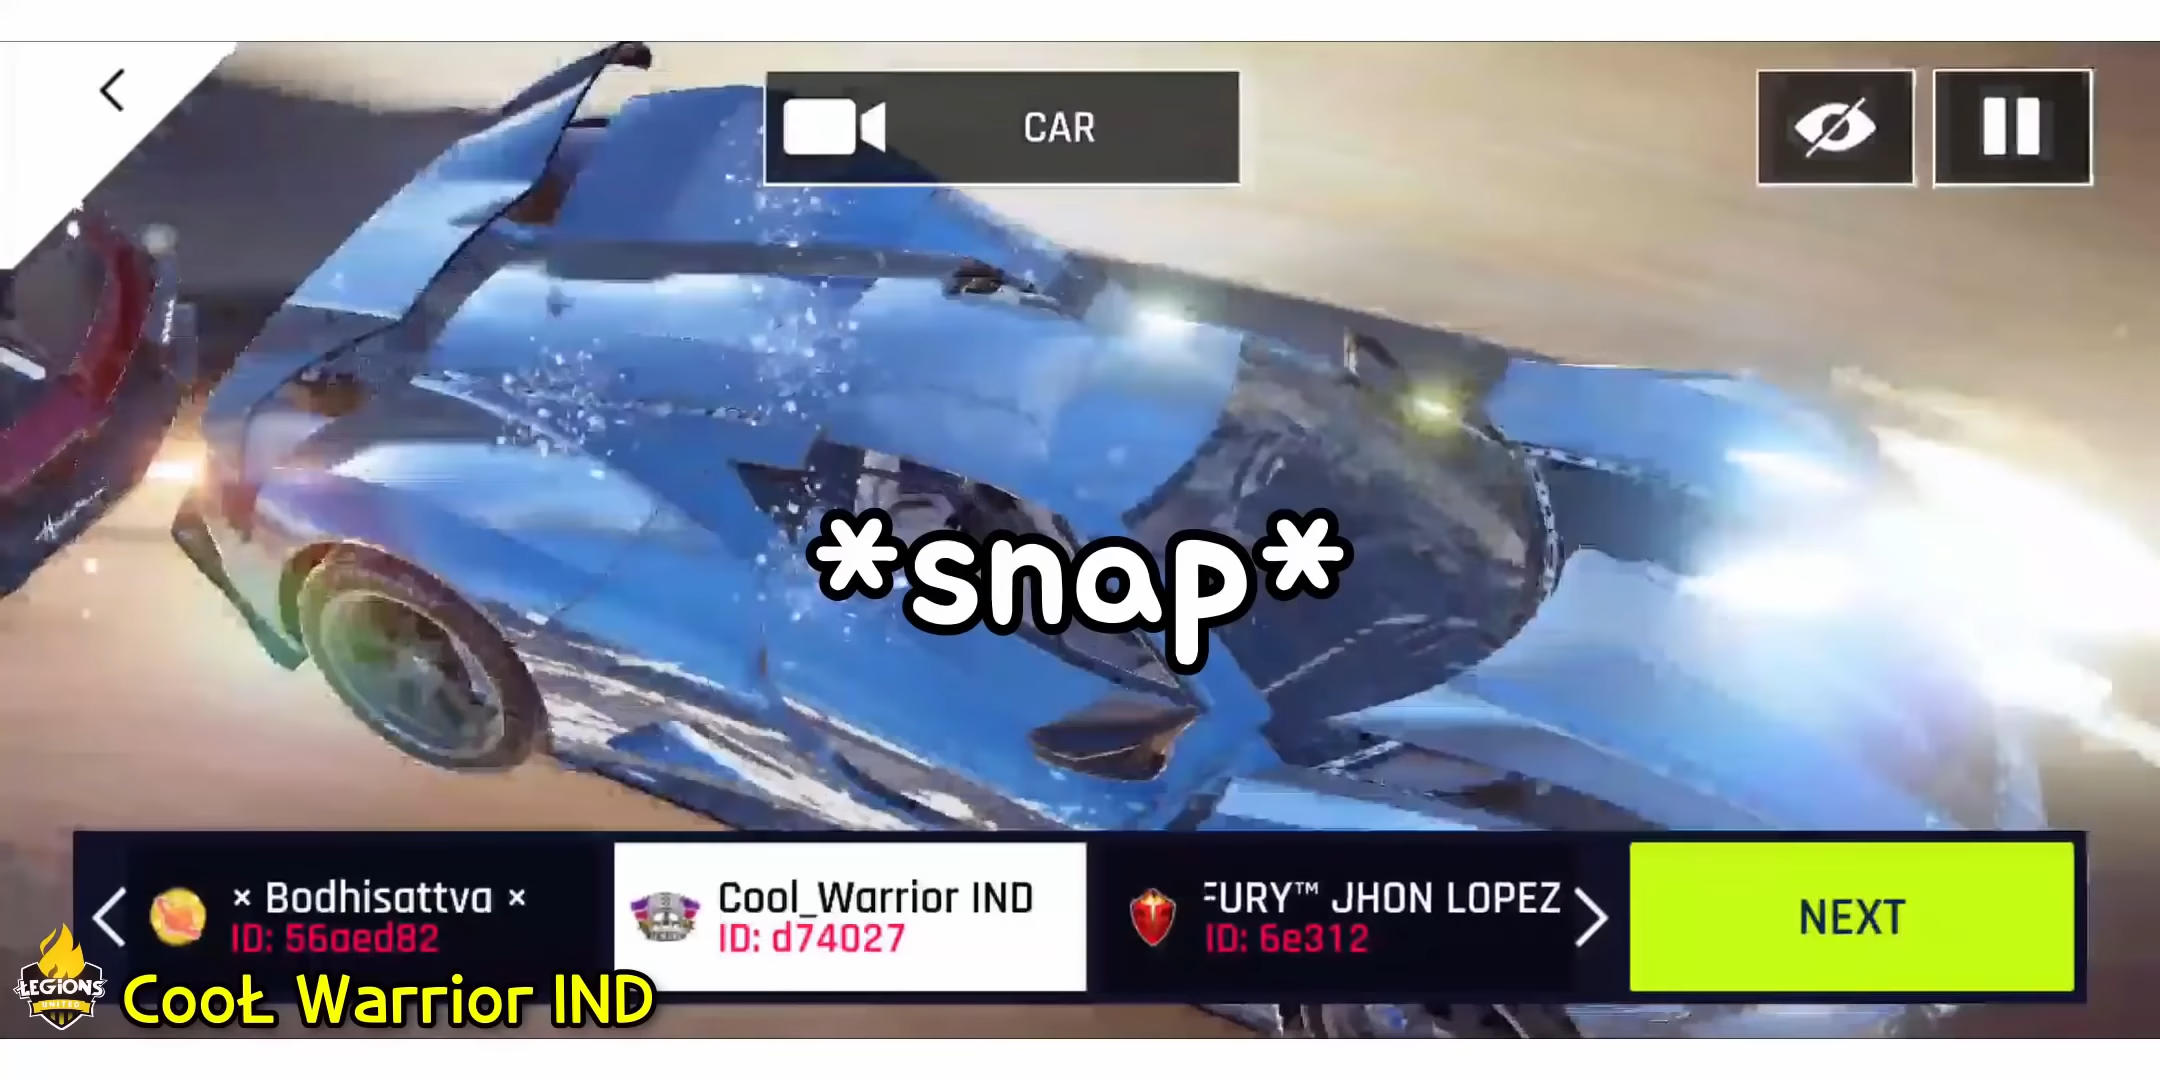 CAR
*snap*
× Bodhisattva ×
ID: 56aed82
Cool_Warrior IND
ID: d74027
FURY™ JHON LOPEZ
ID: 6e312
NEXT
LEGIONS
UNITED
CooŁ Warrior IND